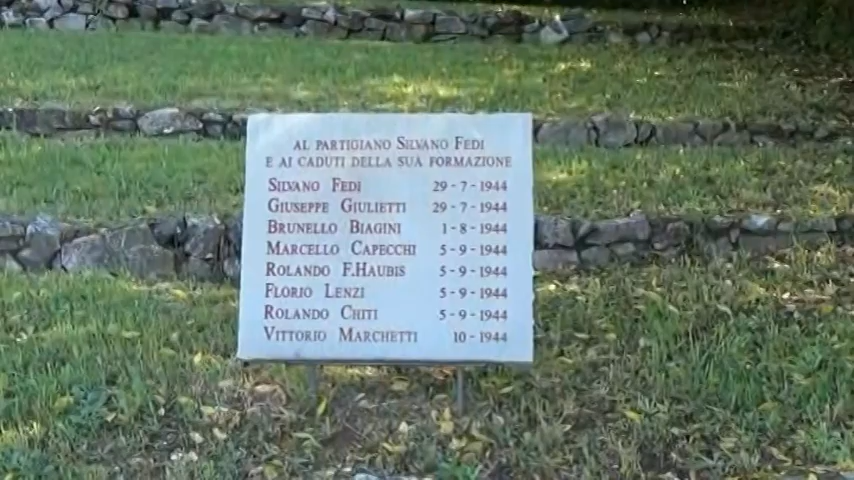 AL PARTIGIANO SILVANO FEDI
E AI CADUTI DELLA SUA FORMAZIONE
SILVANO FEDI 29-7-1944
GIUSEPPE GIULIETTI 29-7-1944
BRUNELLO BIAGINI 1-8-1944
MARCELLO CAPECCHI 5-9-1944
ROLANDO F.HAUBIS 5-9-1944
FLORIO LENZI 5-9-1944
ROLANDO CHITI 5-9-1944
VITTORIO MARCHETTI 10-9-1944